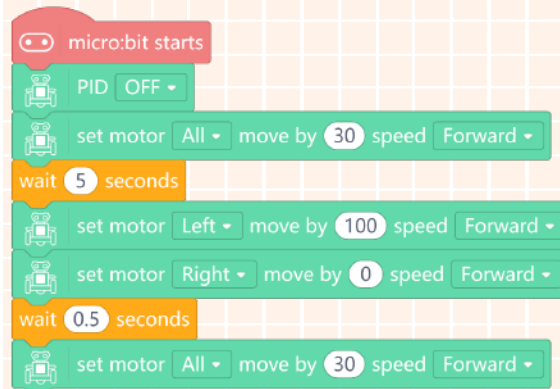 micro:bit starts
PID OFF
set motor All move by 30 speed Forward
wait 5 seconds
set motor Left move by 100 speed Forward
set motor Right move by 0 speed Forward
wait 0.5 seconds
set motor All move by 30 speed Forward